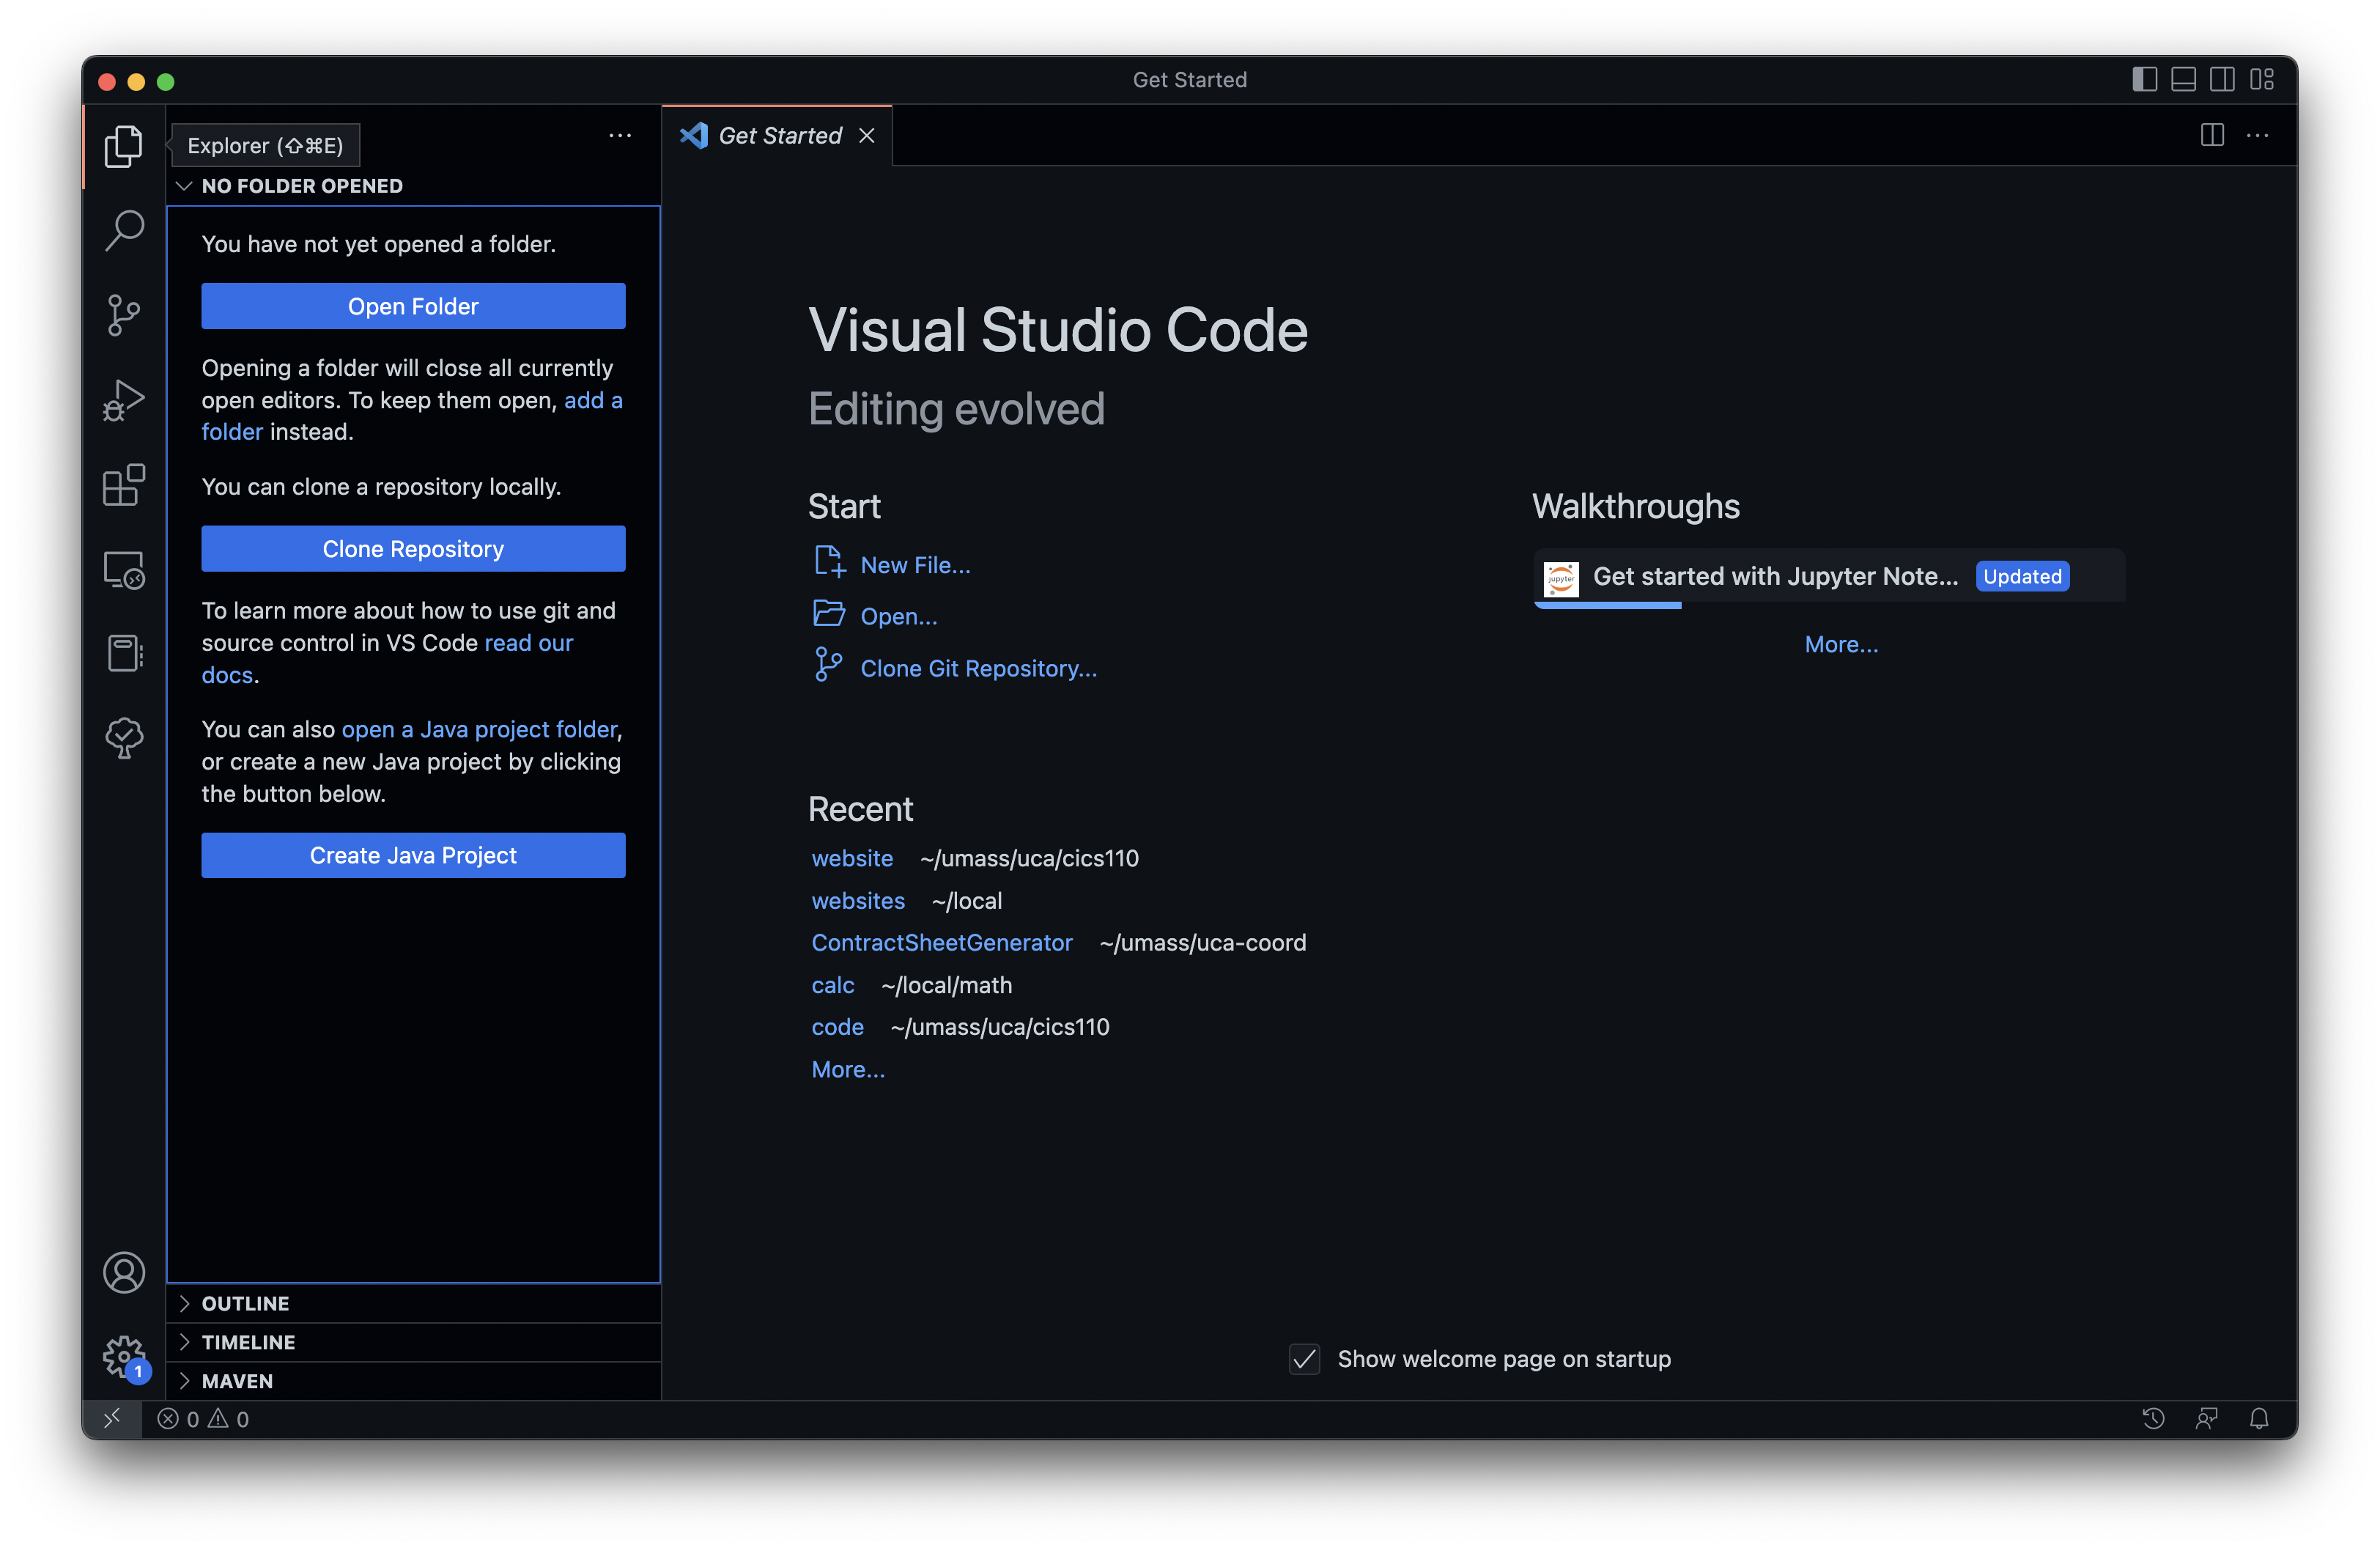 Get Started
Explorer (⇧⌘E)
Get Started
NO FOLDER OPENED
You have not yet opened a folder.
Open Folder
Opening a folder will close all currently
open editors. To keep them open, add a
folder instead.
You can clone a repository locally.
Clone Repository
To learn more about how to use git and
source control in VS Code read our
docs.
You can also open a Java project folder,
or create a new Java project by clicking
the button below.
Create Java Project
OUTLINE
TIMELINE
MAVEN
1
0 0
Visual Studio Code
Editing evolved
Start
New File...
Open...
Clone Git Repository...
Recent
website ~/umass/uca/cics110
websites ~/local
ContractSheetGenerator ~/umass/uca-coord
calc ~/local/math
code ~/umass/uca/cics110
More...
Walkthroughs
jupyter
Get started with Jupyter Note... Updated
More...
Show welcome page on startup